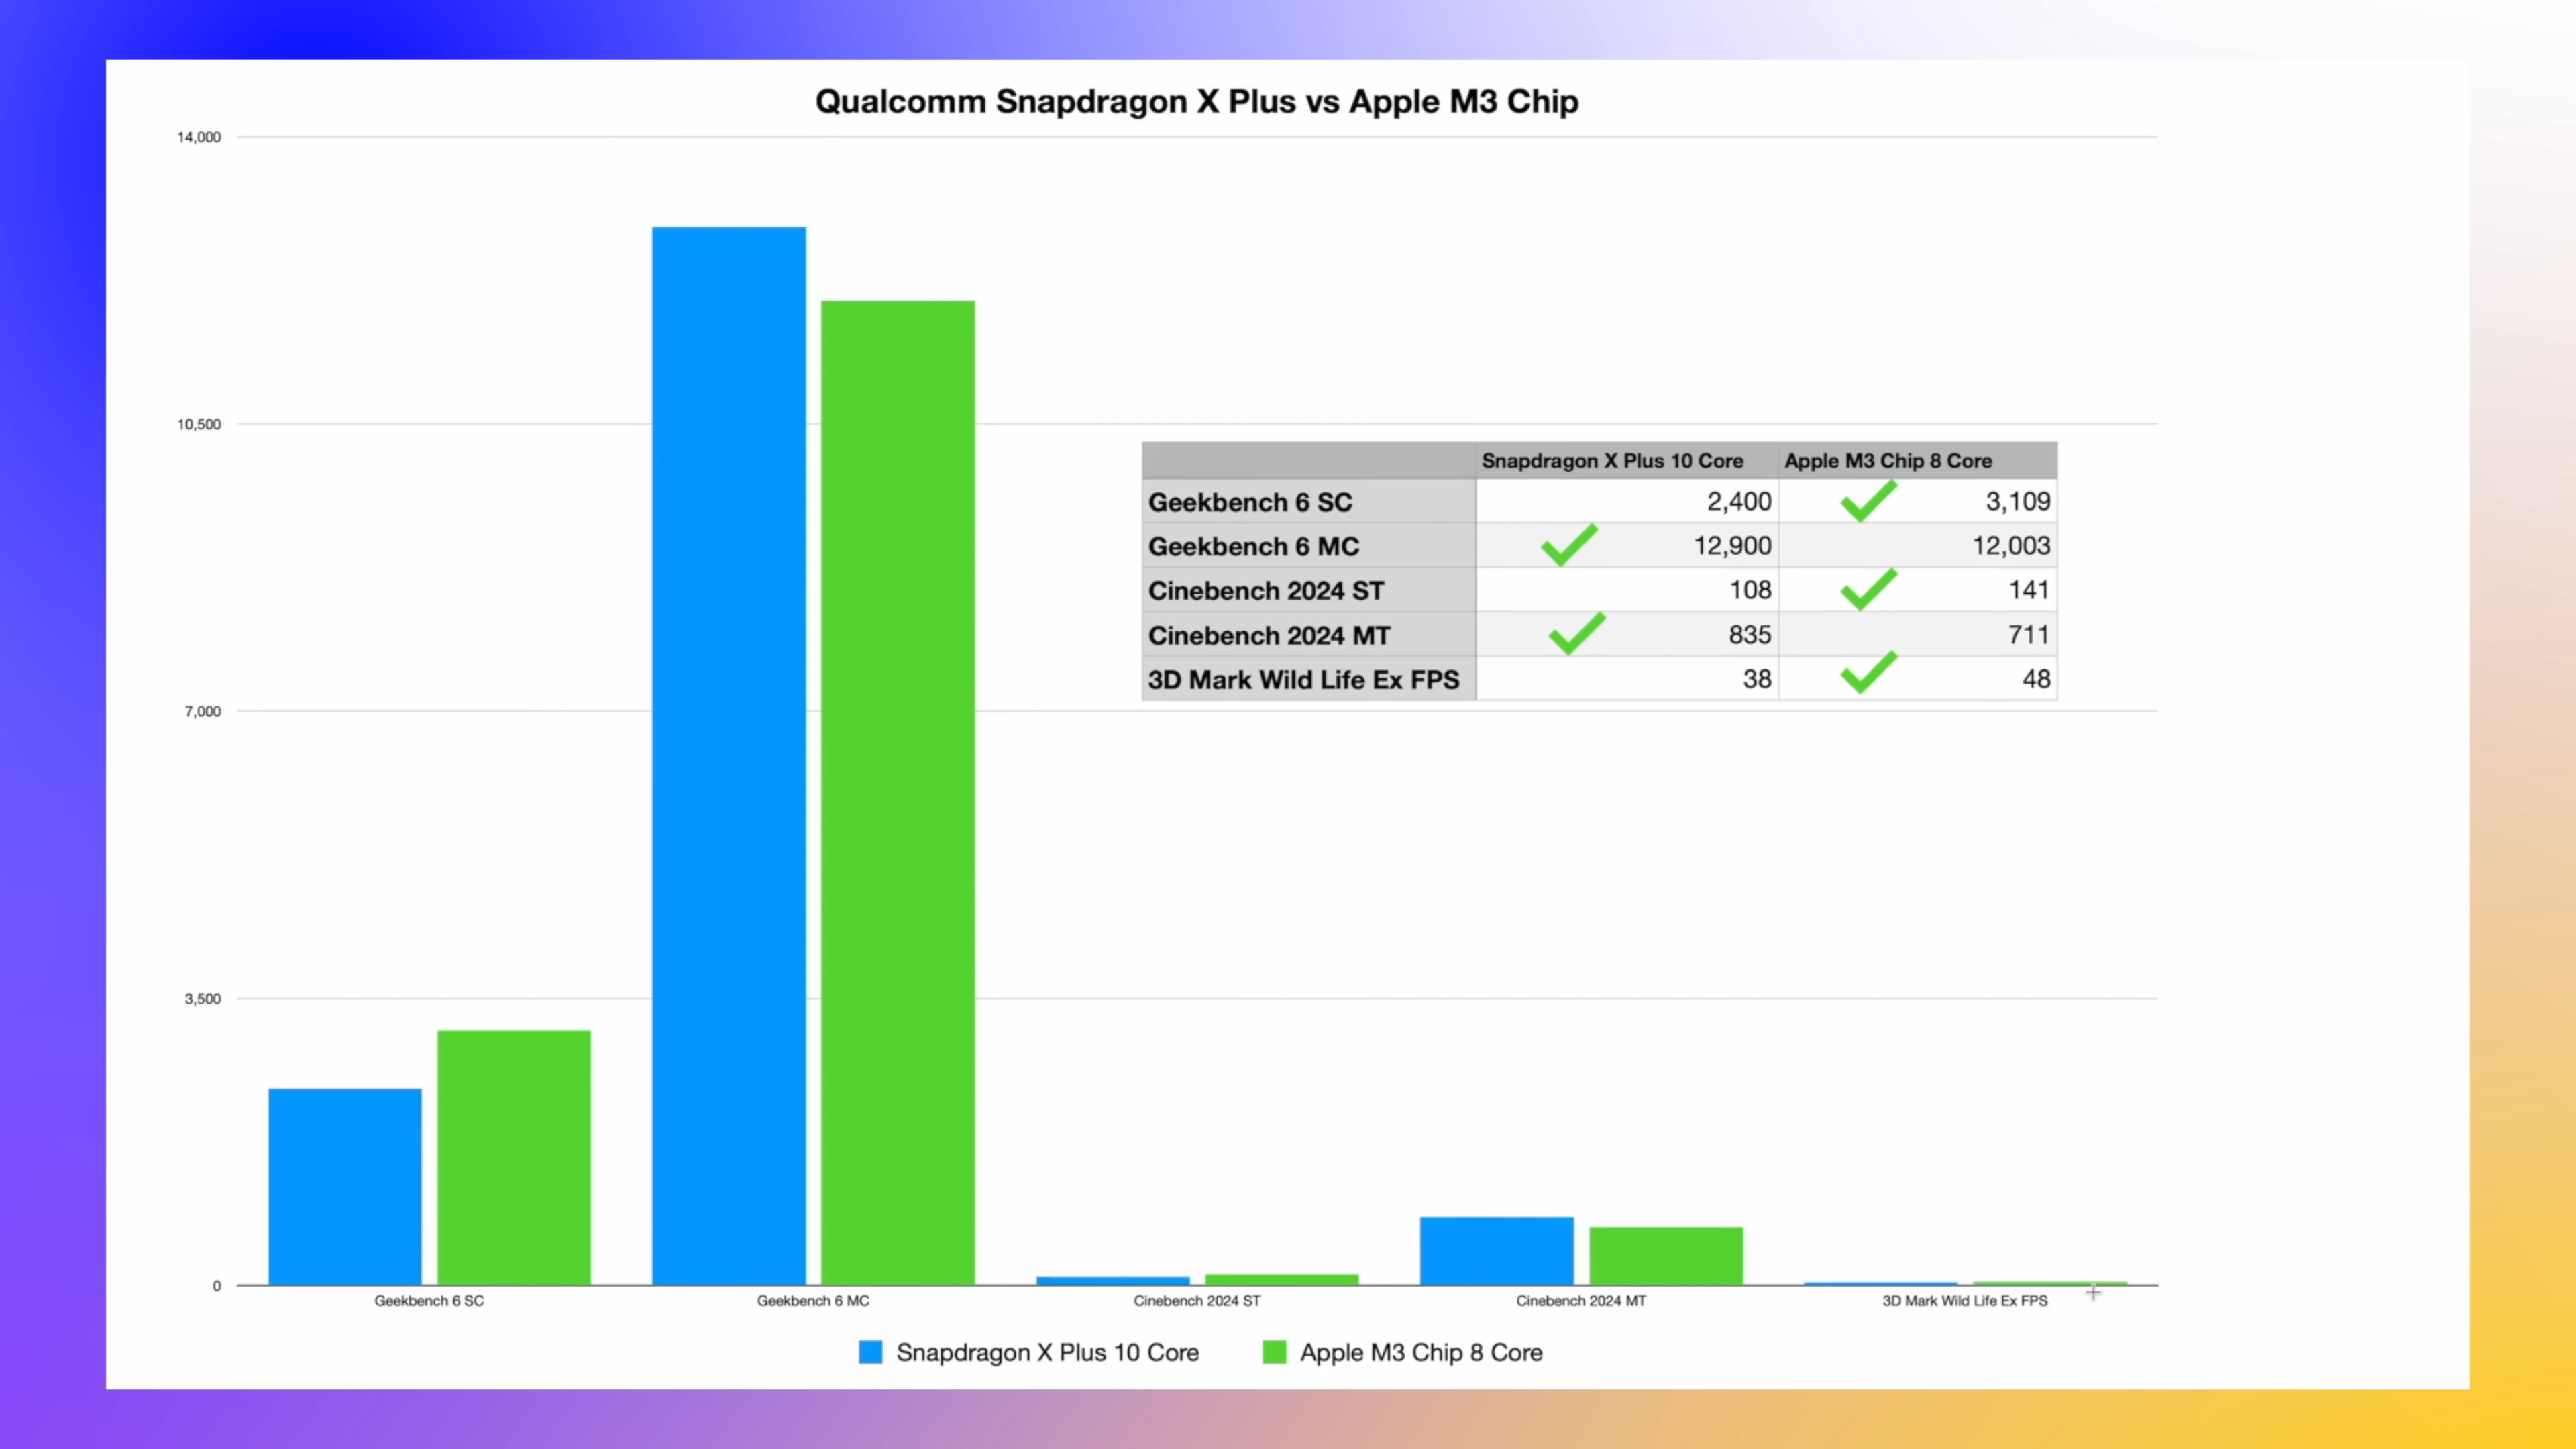 Qualcomm Snapdragon X Plus vs Apple M3 Chip
14,000
10,500
7,000
3,500
0
Snapdragon X Plus 10 Core Apple M3 Chip 8 Core
Geekbench 6 SC 2,400 3,109
Geekbench 6 MC 12,900 12,003
Cinebench 2024 ST 108 141
Cinebench 2024 MT 835 711
3D Mark Wild Life Ex FPS 38 48
Geekbench 6 SC Geekbench 6 MC Cinebench 2024 ST Cinebench 2024 MT 3D Mark Wild Life Ex FPS
Snapdragon X Plus 10 Core Apple M3 Chip 8 Core